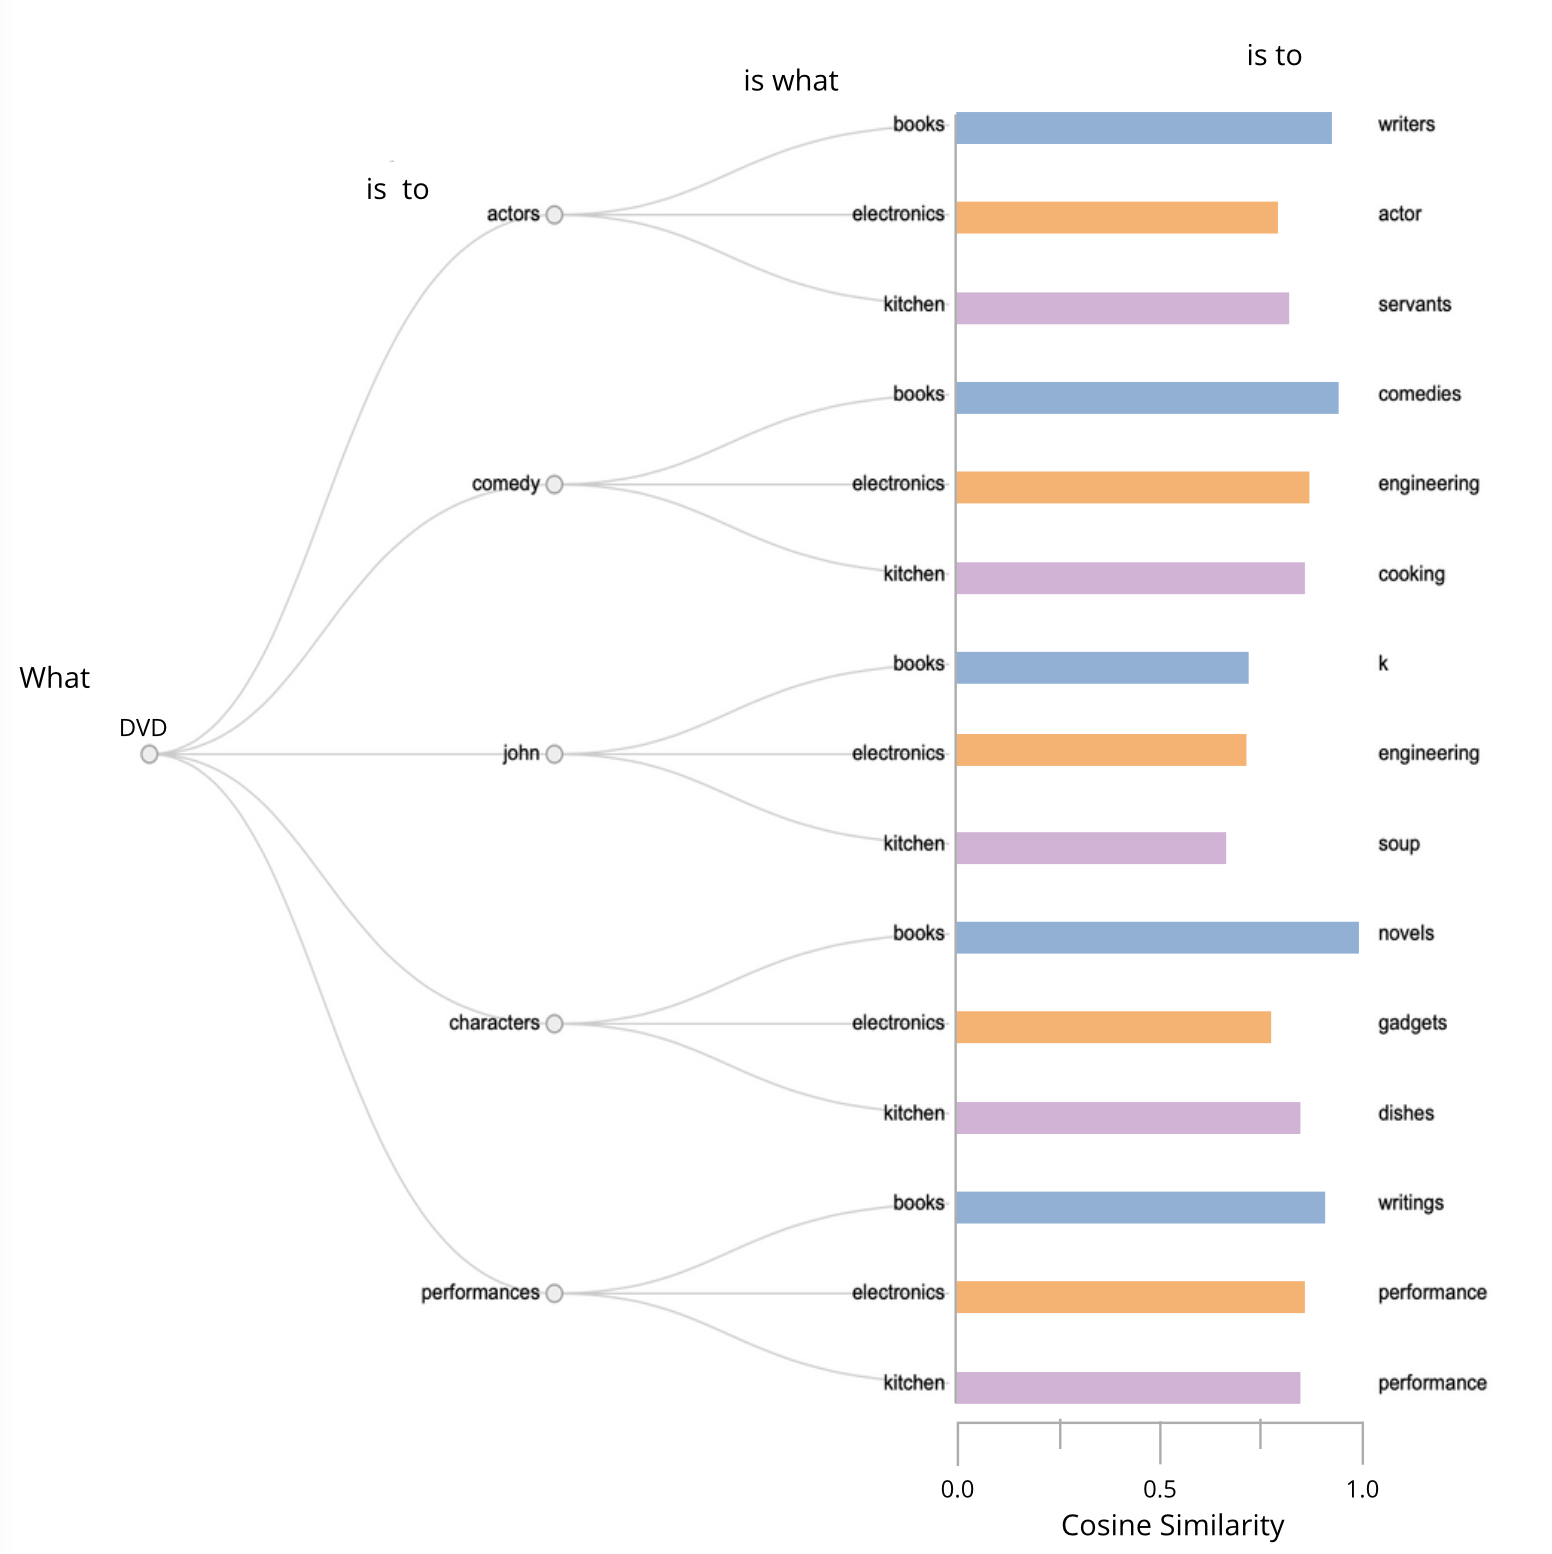 is to
is what
books writers
is to
actors electronics actor
kitchen servants
books comedies
comedy electronics engineering
kitchen cooking
books k
What
DVD
john electronics engineering
kitchen soup
books novels
characters electronics gadgets
kitchen dishes
books writings
performances electronics performance
kitchen performance
0.0 0.5 1.0
Cosine Similarity